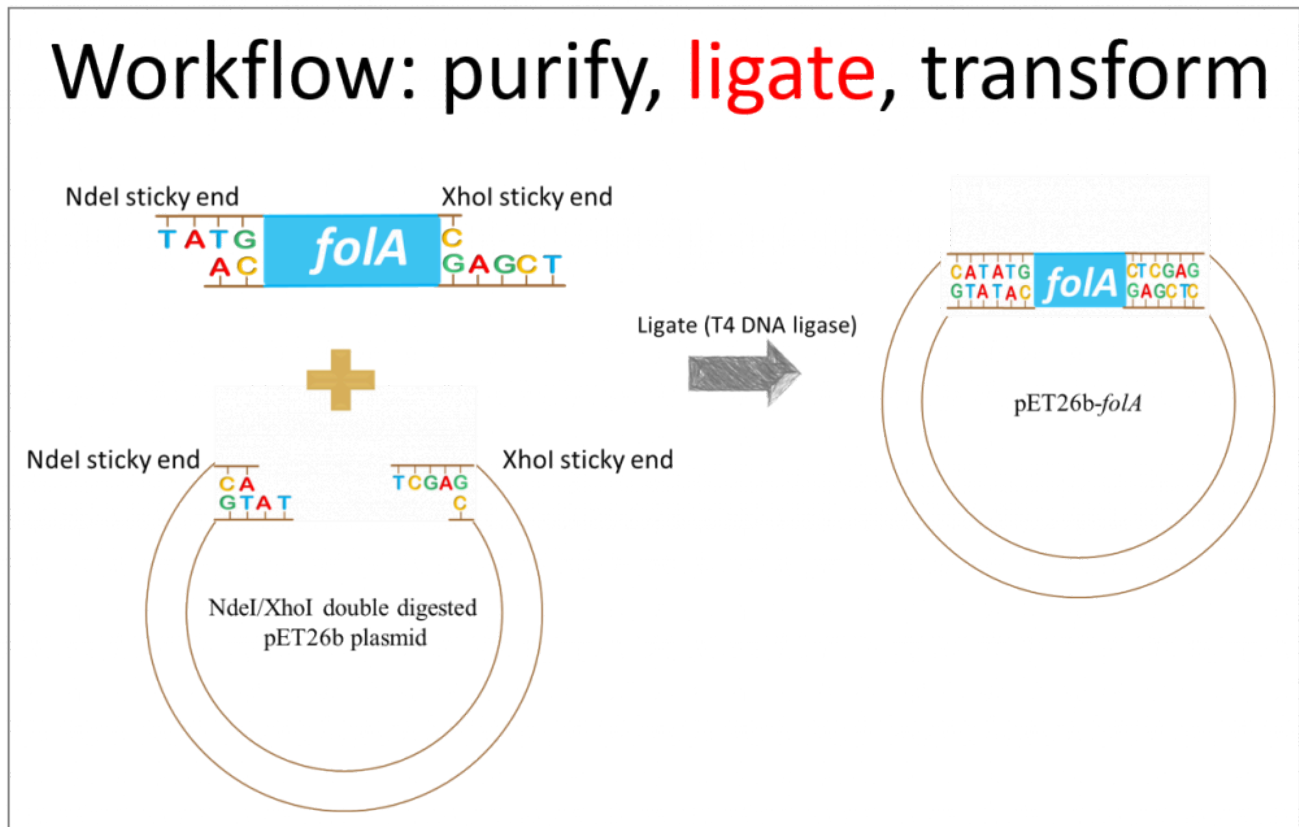 Workflow: purify, ligate, transform
NdeI sticky end
XhoI sticky end
TATG
AC
folA
C
GAGCT
NdeI sticky end
XhoI sticky end
CA
GTAT
TCGAG
C
NdeI/XhoI double digested
pET26b plasmid
Ligate (T4 DNA ligase)
CATATG
GTATAC
folA
CTCGAG
GAGCTC
pET26b-folA